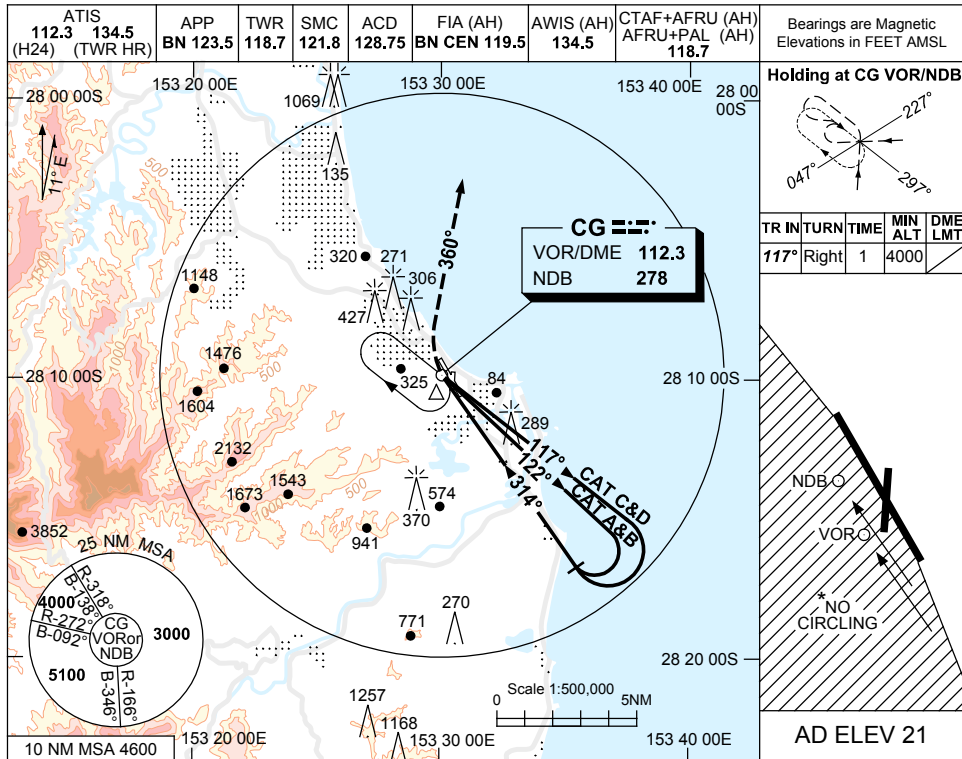 ATIS
112.3 134.5
(H24) (TWR HR)
APP
BN 123.5
TWR
118.7
SMC
121.8
ACD
128.75
FIA (AH)
BN CEN 119.5
AWIS (AH)
134.5
CTAF+AFRU (AH)
AFRU+PAL (AH)
118.7
Bearings are Magnetic
Elevations in FEET AMSL
153 20 00E
153 30 00E
153 40 00E
28 00 00S
28 00
00S
11° E
1069
135
1500
500
1000
360°
CG
VOR/DME 112.3
NDB 278
320
271
306
427
1148
1476
500
1604
325
28 10 00S
28 10 00S
84
289
2132
1543
1673
1000
500
574
370
941
3852
117°
CAT C&D
122°
CAT A&B
314°
25 NM MSA
R-318°
B-138°
4000
R-272°
B-092°
CG
VORor
NDB
3000
5100
R-166°
B-346°
771
270
28 20 00S
Scale 1:500,000
0
5NM
1257
1168
10 NM MSA 4600
153 20 00E
153 30 00E
153 40 00E
Holding at CG VOR/NDB
227°
047°
297°
TR IN TURN TIME MIN ALT DME LMT
117° Right 1 4000
NDB
VOR
*NO
CIRCLING
AD ELEV 21